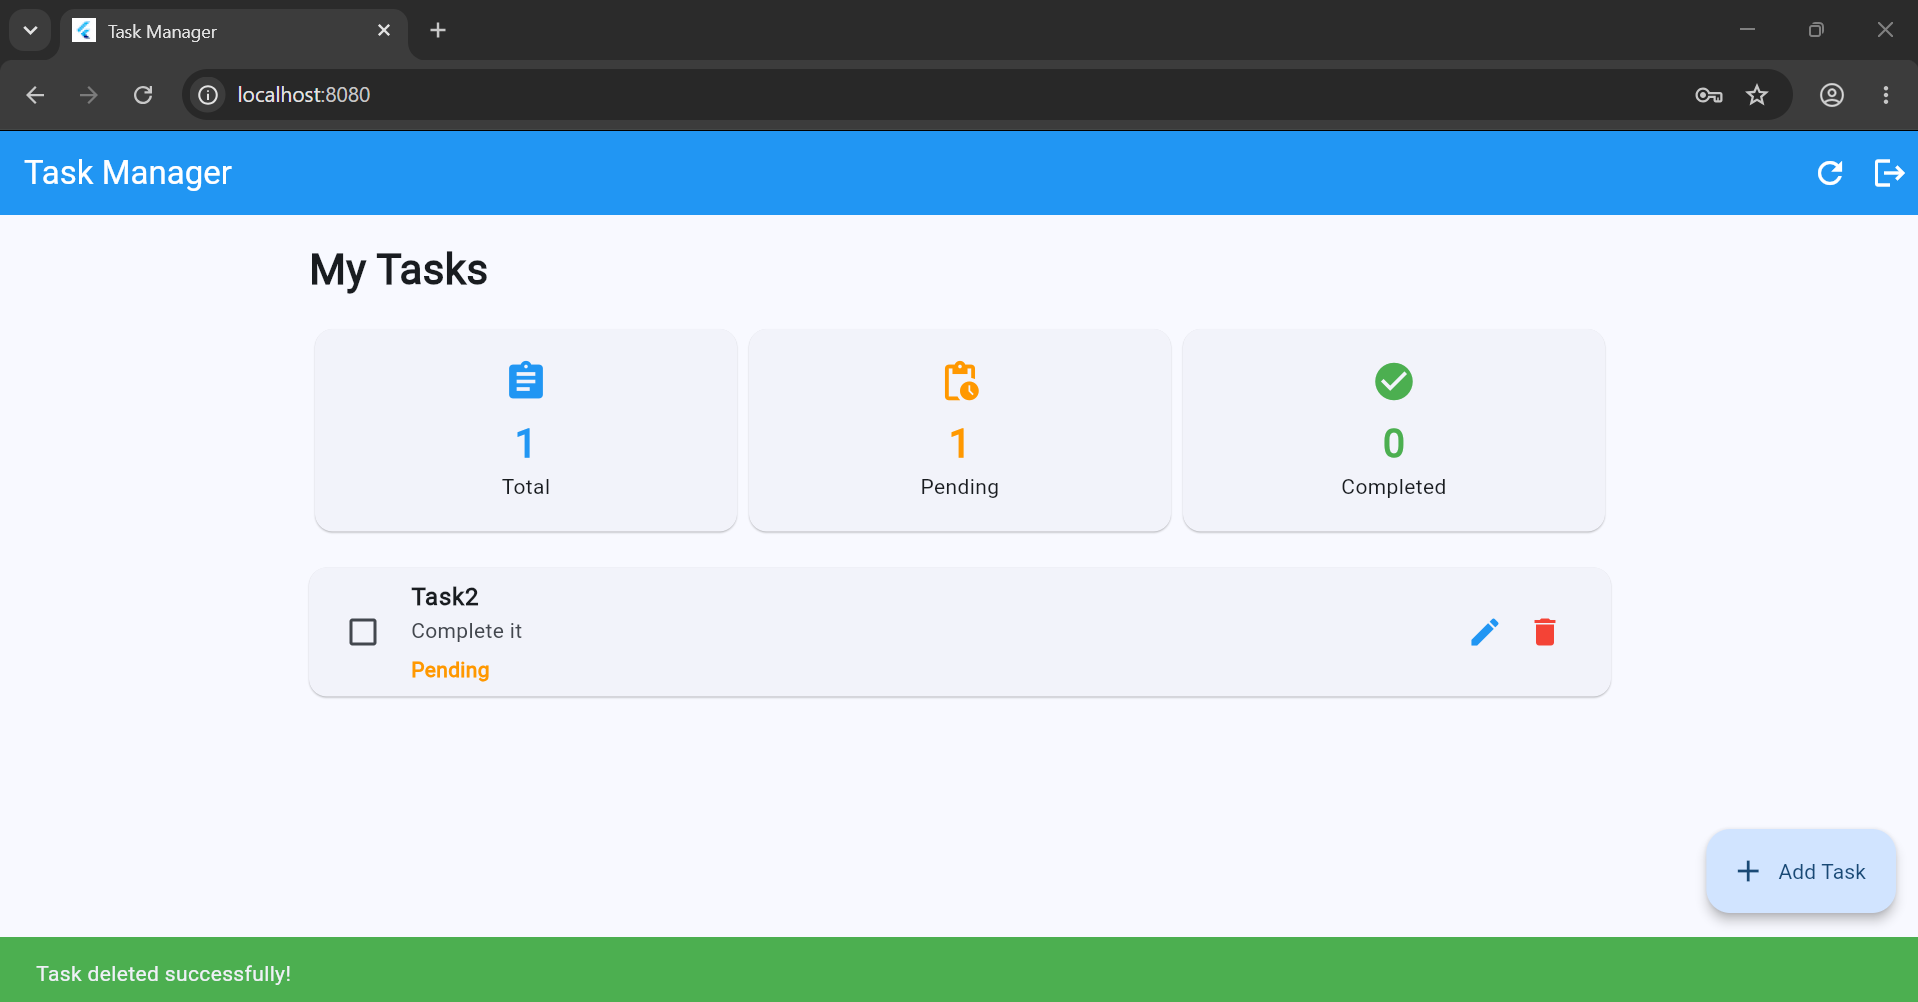 Task Manager
localhost:8080
Task Manager
My Tasks
1
Total
1
Pending
0
Completed
Task2
Complete it
Pending
Add Task
Task deleted successfully!